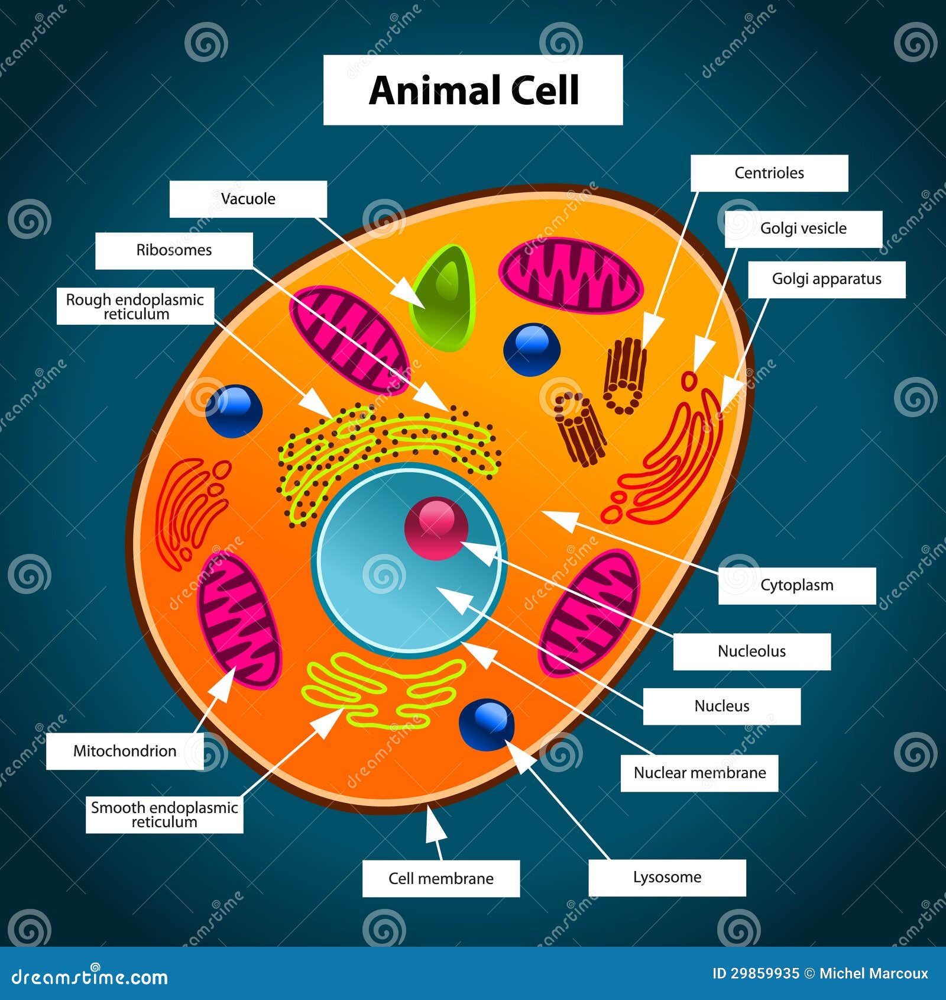 Animal Cell
Centrioles
Vacuole
Golgi vesicle
Ribosomes
Golgi apparatus
Rough endoplasmic
reticulum
Cytoplasm
Nucleolus
Nucleus
Mitochondrion
Nuclear membrane
Smooth endoplasmic
reticulum
Cell membrane
Lysosome
dreamstime.com
ID 29859935 © Michel Marcoux